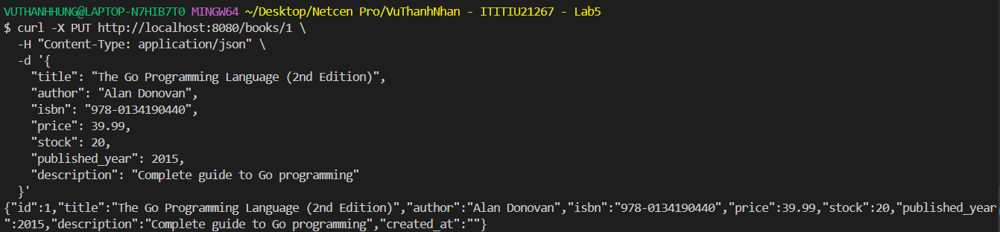 VUTHANHHUNG@LAPTOP-N7HIB7T0 MINGW64 ~/Desktop/Netcen Pro/VuThanhNhan - ITITIU21267 - Lab5
$ curl -X PUT http://localhost:8080/books/1 \
  -H "Content-Type: application/json" \
  -d '{
    "title": "The Go Programming Language (2nd Edition)",
    "author": "Alan Donovan",
    "isbn": "978-0134190440",
    "price": 39.99,
    "stock": 20,
    "published_year": 2015,
    "description": "Complete guide to Go programming"
  }'
{"id":1,"title":"The Go Programming Language (2nd Edition)","author":"Alan Donovan","isbn":"978-0134190440","price":39.99,"stock":20,"published_year
":2015,"description":"Complete guide to Go programming","created_at":""}